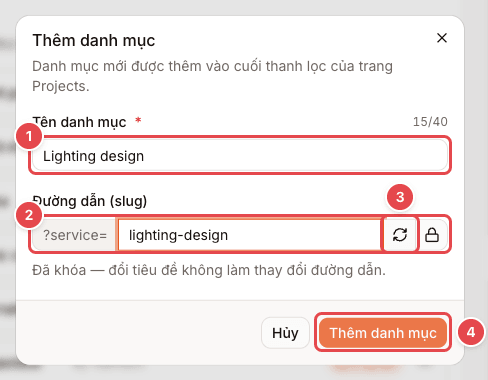 Thêm danh mục
Danh mục mới được thêm vào cuối thanh lọc của trang
Projects.
Tên danh mục * 15/40
1
Lighting design
Đường dẫn (slug)
3
2
?service= lighting-design
Đã khóa — đổi tiêu đề không làm thay đổi đường dẫn.
Hủy Thêm danh mục 4